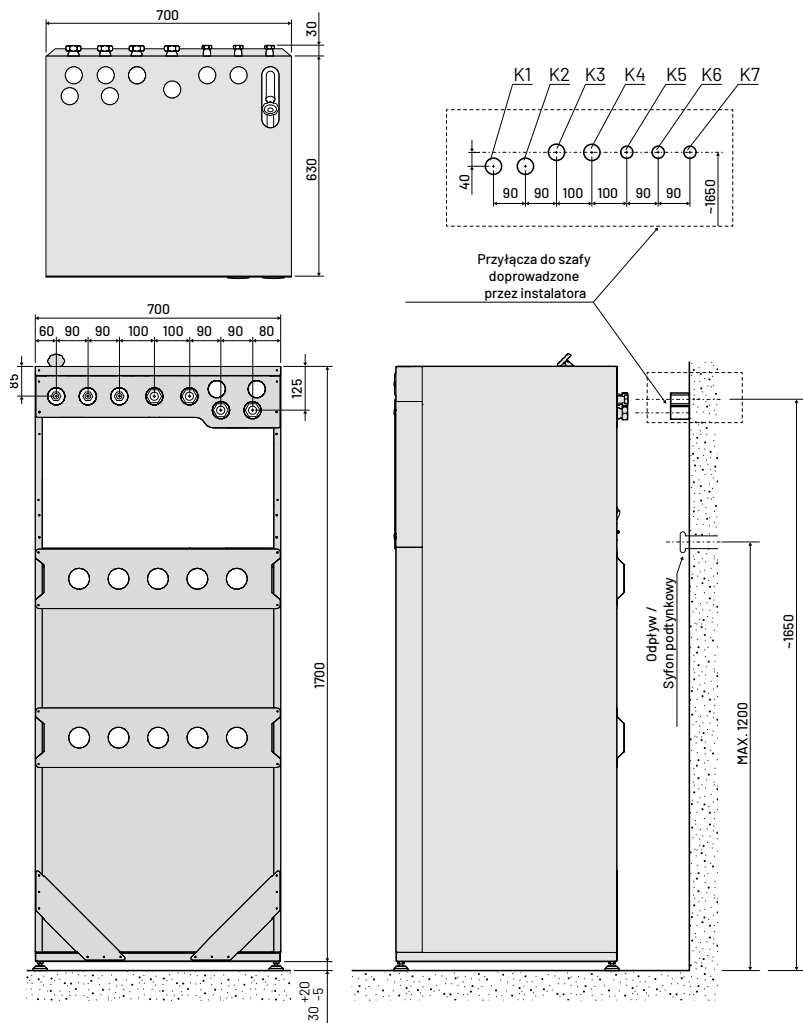 700
30
630
K1 K2 K3 K4 K5 K6 K7
40
90 90 100 100 90 90
~1650
Przyłącza do szafy
doprowadzone
przez instalatora
700
60 90 90 100 100 90 90 80
85
125
1700
30 +20 -5
Odpływ /
Syfon podtynkowy
MAX. 1200
~1650